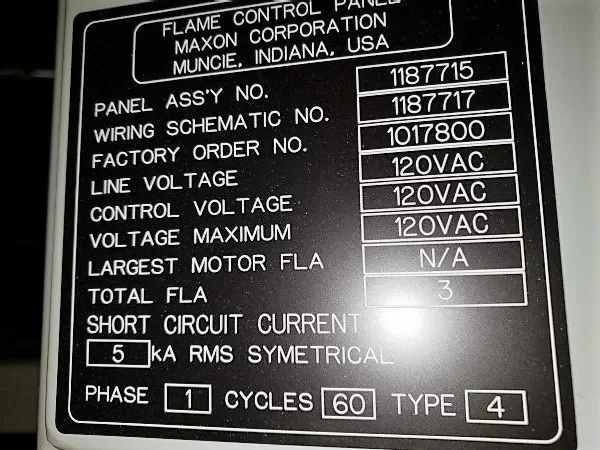 FLAME CONTROL PANEL
MAXON CORPORATION
MUNCIE, INDIANA, USA
PANEL ASS'Y NO. 1187715
WIRING SCHEMATIC NO. 1187717
FACTORY ORDER NO. 1017800
LINE VOLTAGE 120VAC
CONTROL VOLTAGE 120VAC
VOLTAGE MAXIMUM 120VAC
LARGEST MOTOR FLA N/A
TOTAL FLA 3
SHORT CIRCUIT CURRENT
5 kA RMS SYMETRICAL
PHASE 1 CYCLES 60 TYPE 4